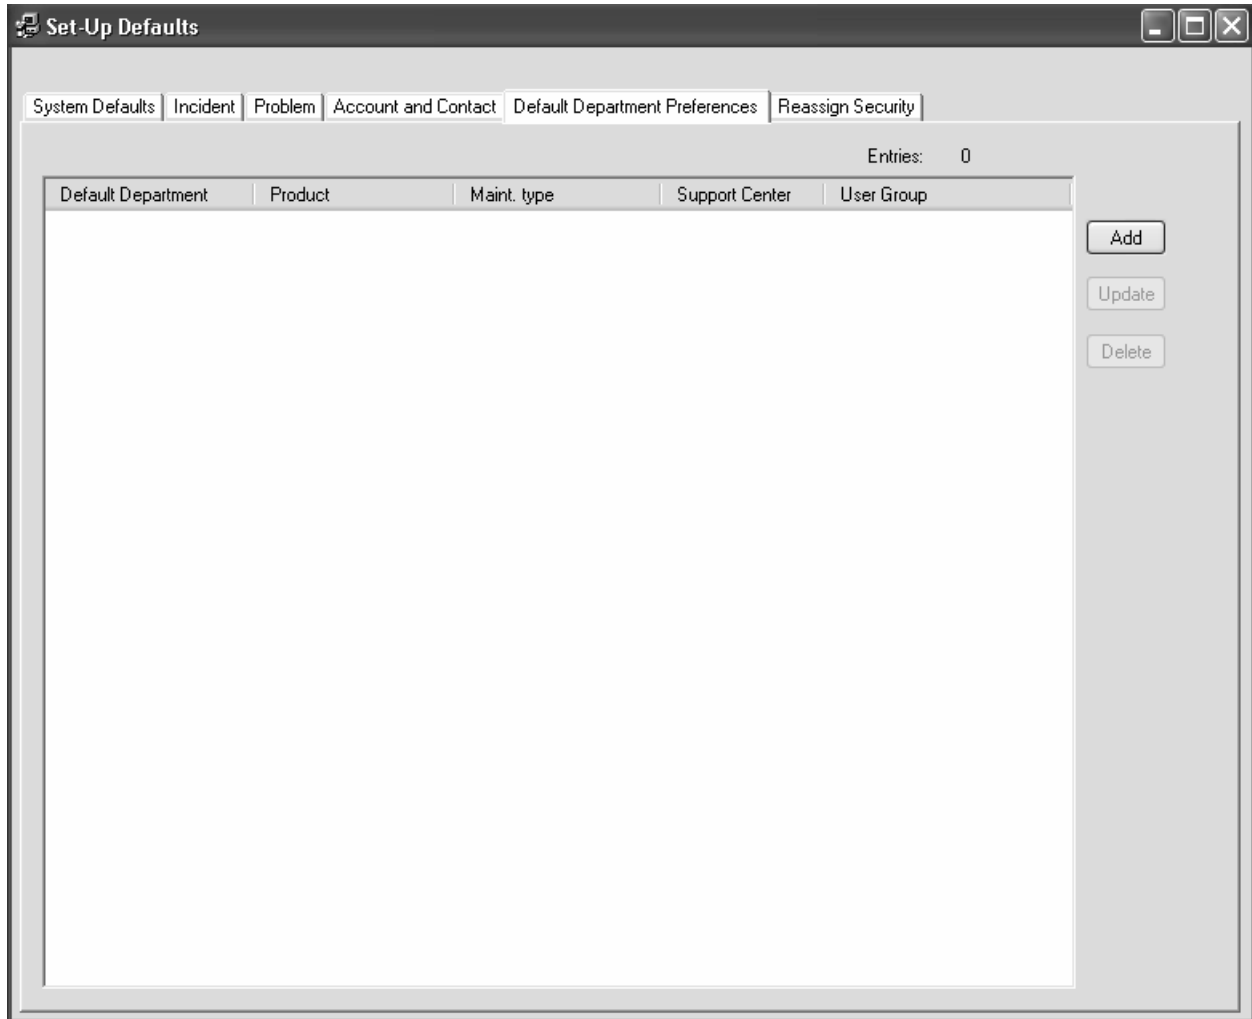 Set-Up Defaults
System Defaults Incident Problem Account and Contact Default Department Preferences Reassign Security
Entries: 0
Default Department Product Maint. type Support Center User Group
Add
Update
Delete